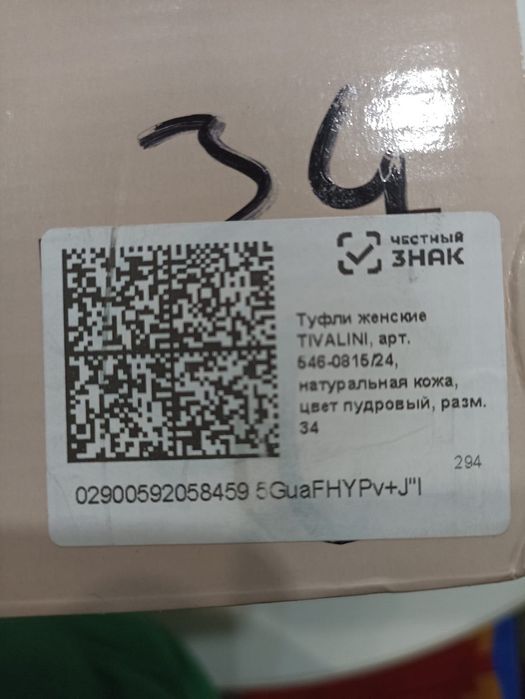 34
ЧЕСТНЫЙ
ЗНАК
Туфли женские
TIVALINI, арт.
546-0815/24,
натуральная кожа,
цвет пудровый, разм.
34
294
02900592058459 5GuaFHYPv+J"I